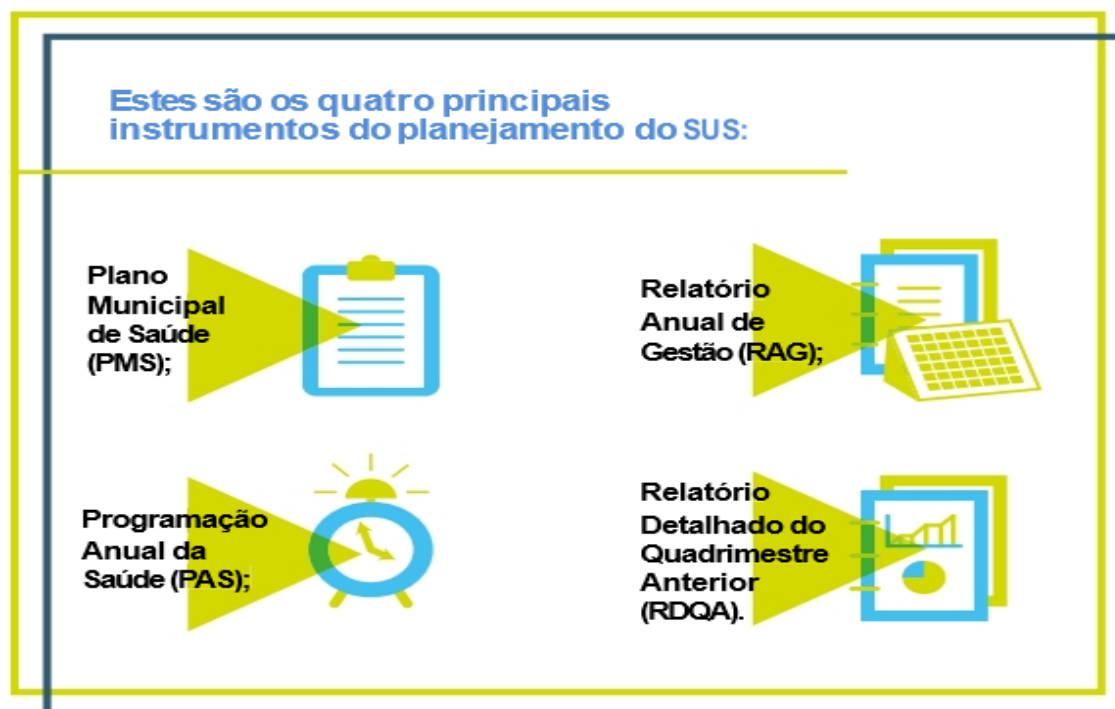 Estes são os quatro principais
instrumentos do planejamento do SUS:
Plano
Municipal
de Saúde
(PMS);
Relatório
Anual de
Gestão (RAG);
Programação
Anual da
Saúde (PAS);
Relatório
Detalhado do
Quadrimestre
Anterior
(RDQA).